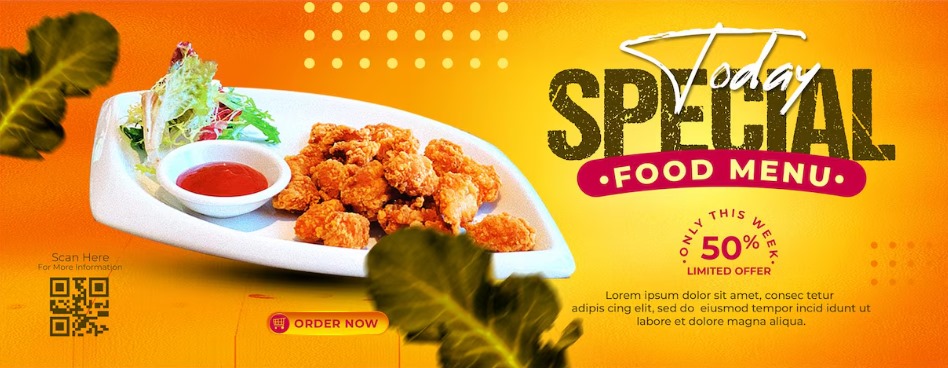 Today
SPECIAL
• FOOD MENU •
• ONLY THIS WEEK •
50%
LIMITED OFFER
Lorem ipsum dolor sit amet, consec tetur
adipis cing elit, sed do eiusmod tempor incid idunt ut
labore et dolore magna aliqua.
Scan Here
For More Information
ORDER NOW